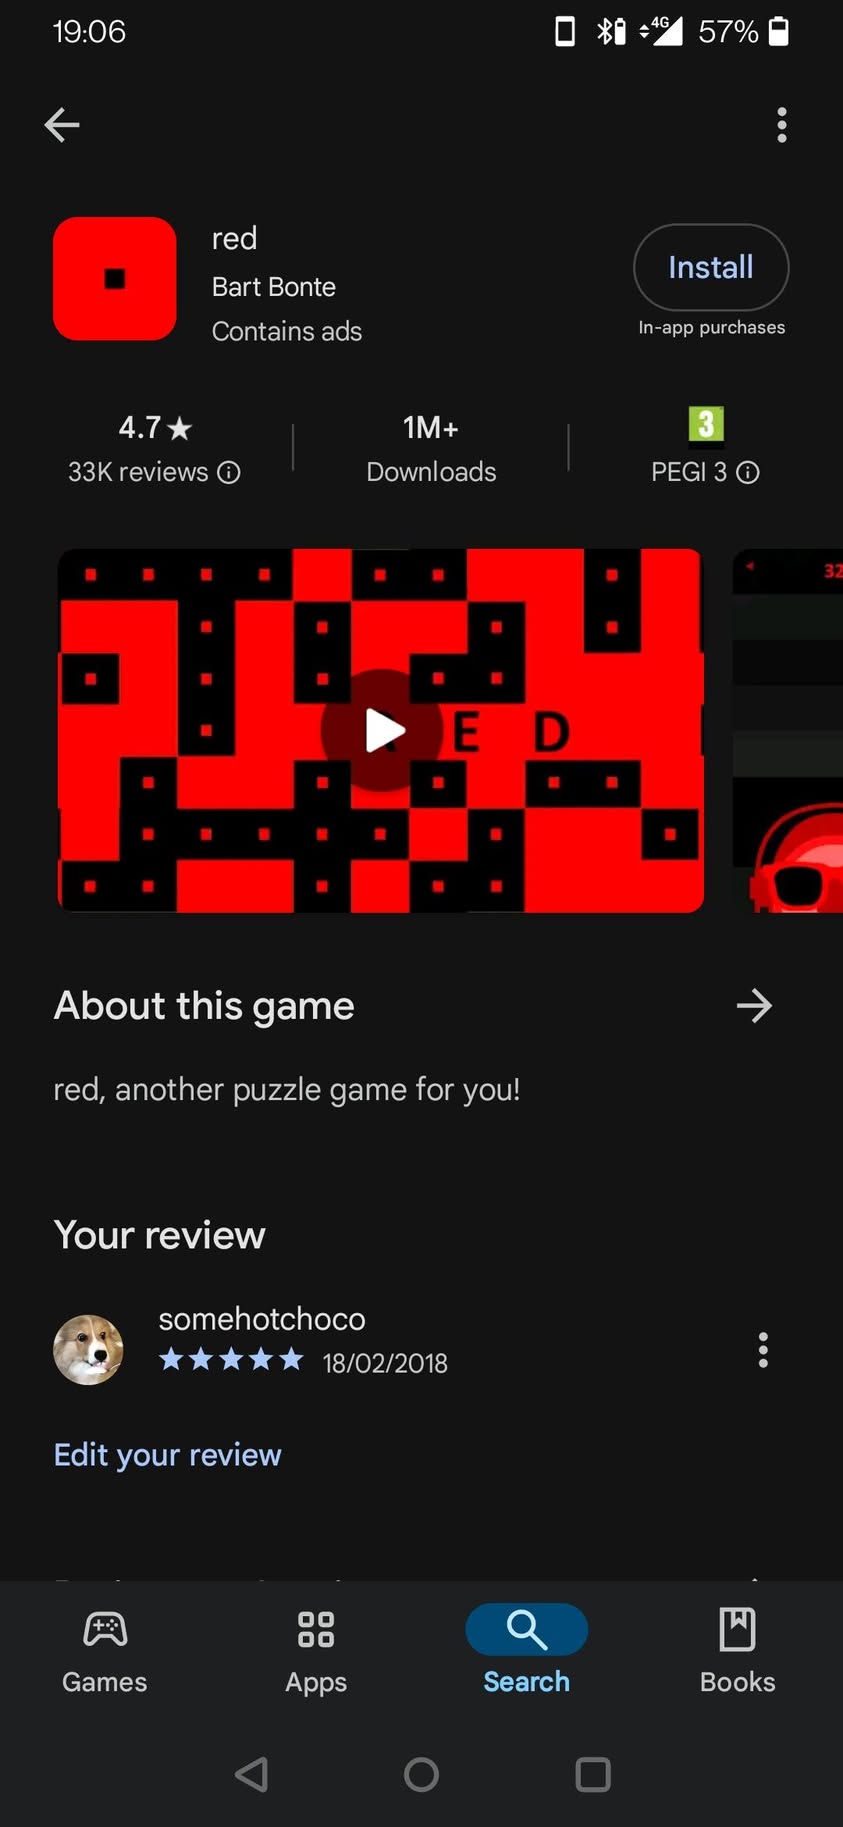 19:06
4G
57%
red
Bart Bonte
Contains ads
Install
In-app purchases
4.7★
33K reviews
1M+
Downloads
3
PEGI 3
E D
32
About this game
red, another puzzle game for you!
Your review
somehotchoco
★★★★★ 18/02/2018
Edit your review
Games
Apps
Search
Books